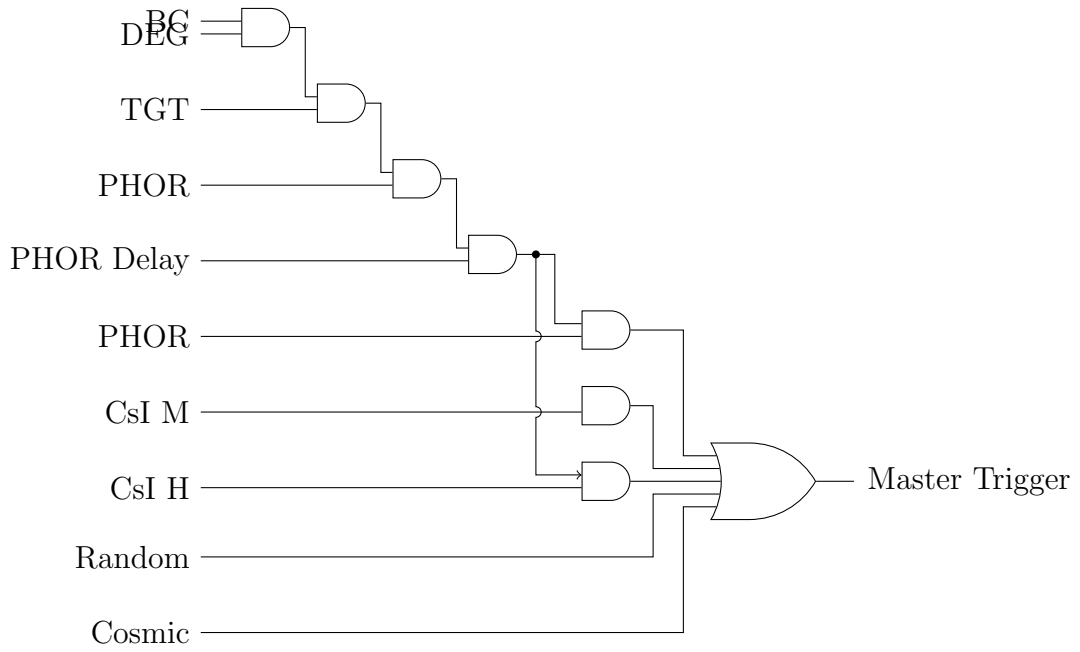 BC
DEG
TGT
PHOR
PHOR Delay
PHOR
CsI M
CsI H
Master Trigger
Random
Cosmic